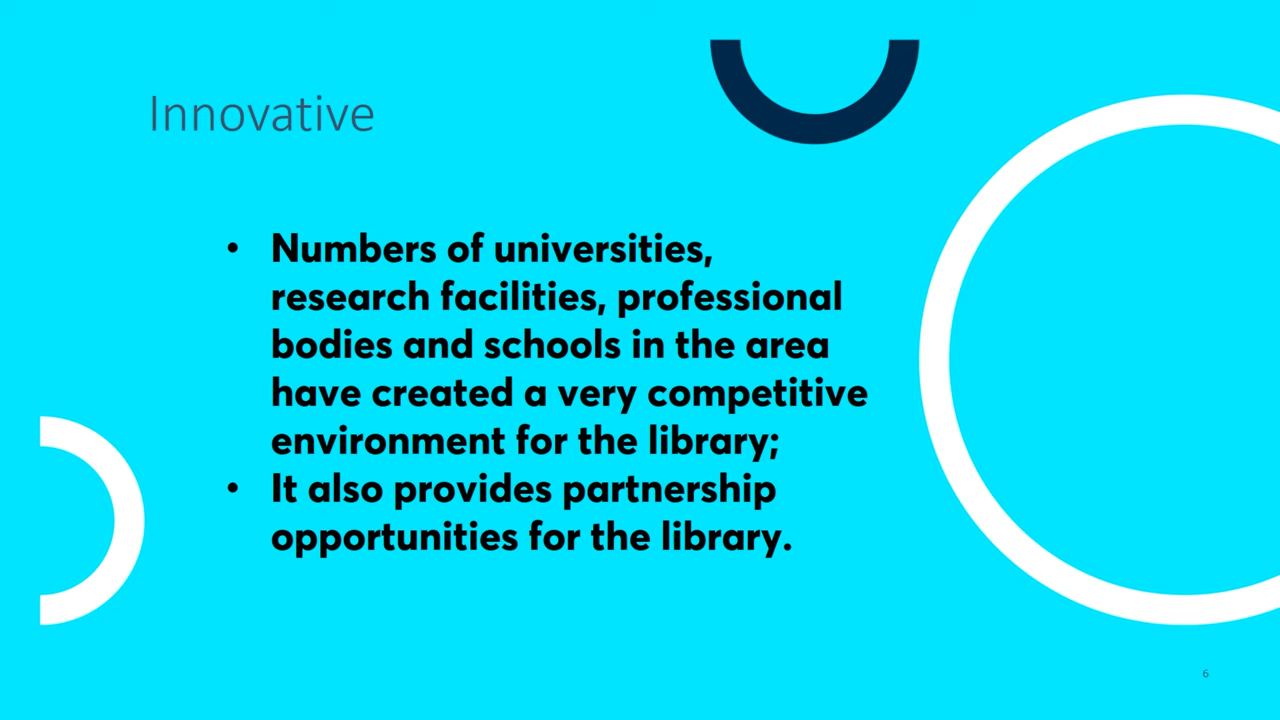 Innovative
• Numbers of universities,
research facilities, professional
bodies and schools in the area
have created a very competitive
environment for the library;
• It also provides partnership
opportunities for the library.
6